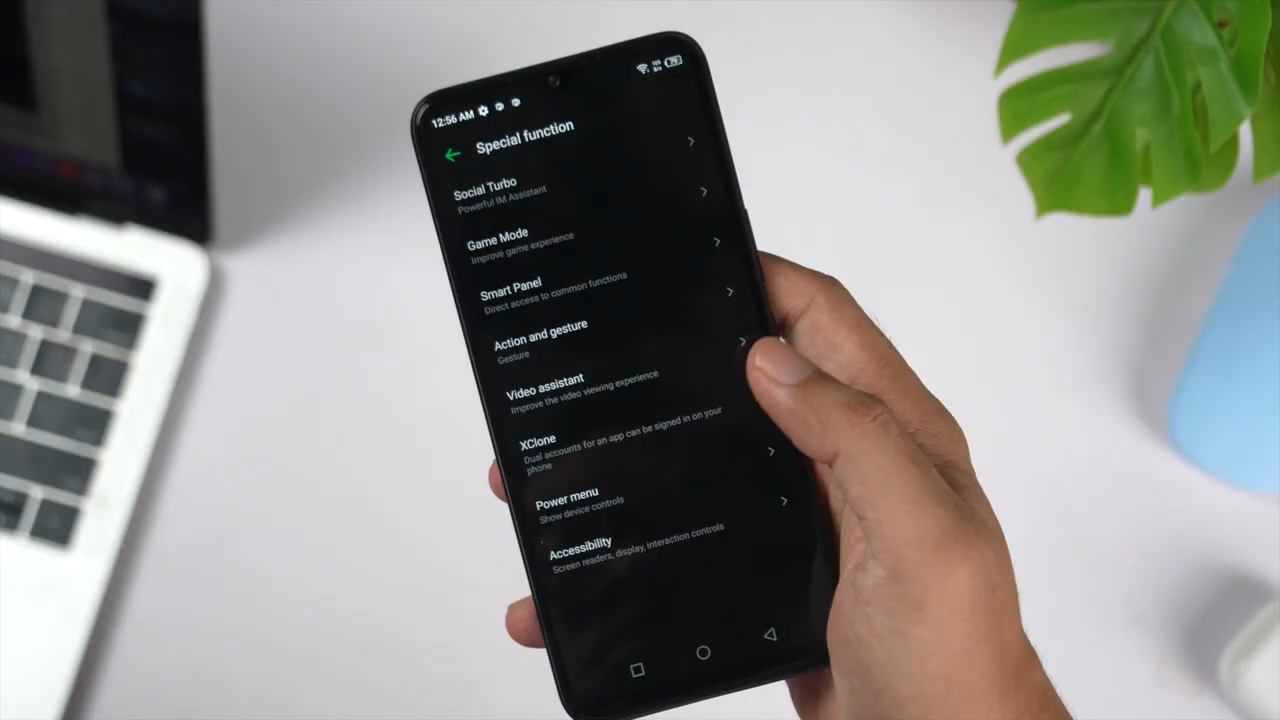 12:56 AM
79
Special function
Social Turbo
Powerful IM Assistant
Game Mode
Improve game experience
Smart Panel
Direct access to common functions
Action and gesture
Gesture
Video assistant
Improve the video viewing experience
XClone
Dual accounts for an app can be signed in on your
phone
Power menu
Show device controls
Accessibility
Screen readers, display, interaction controls